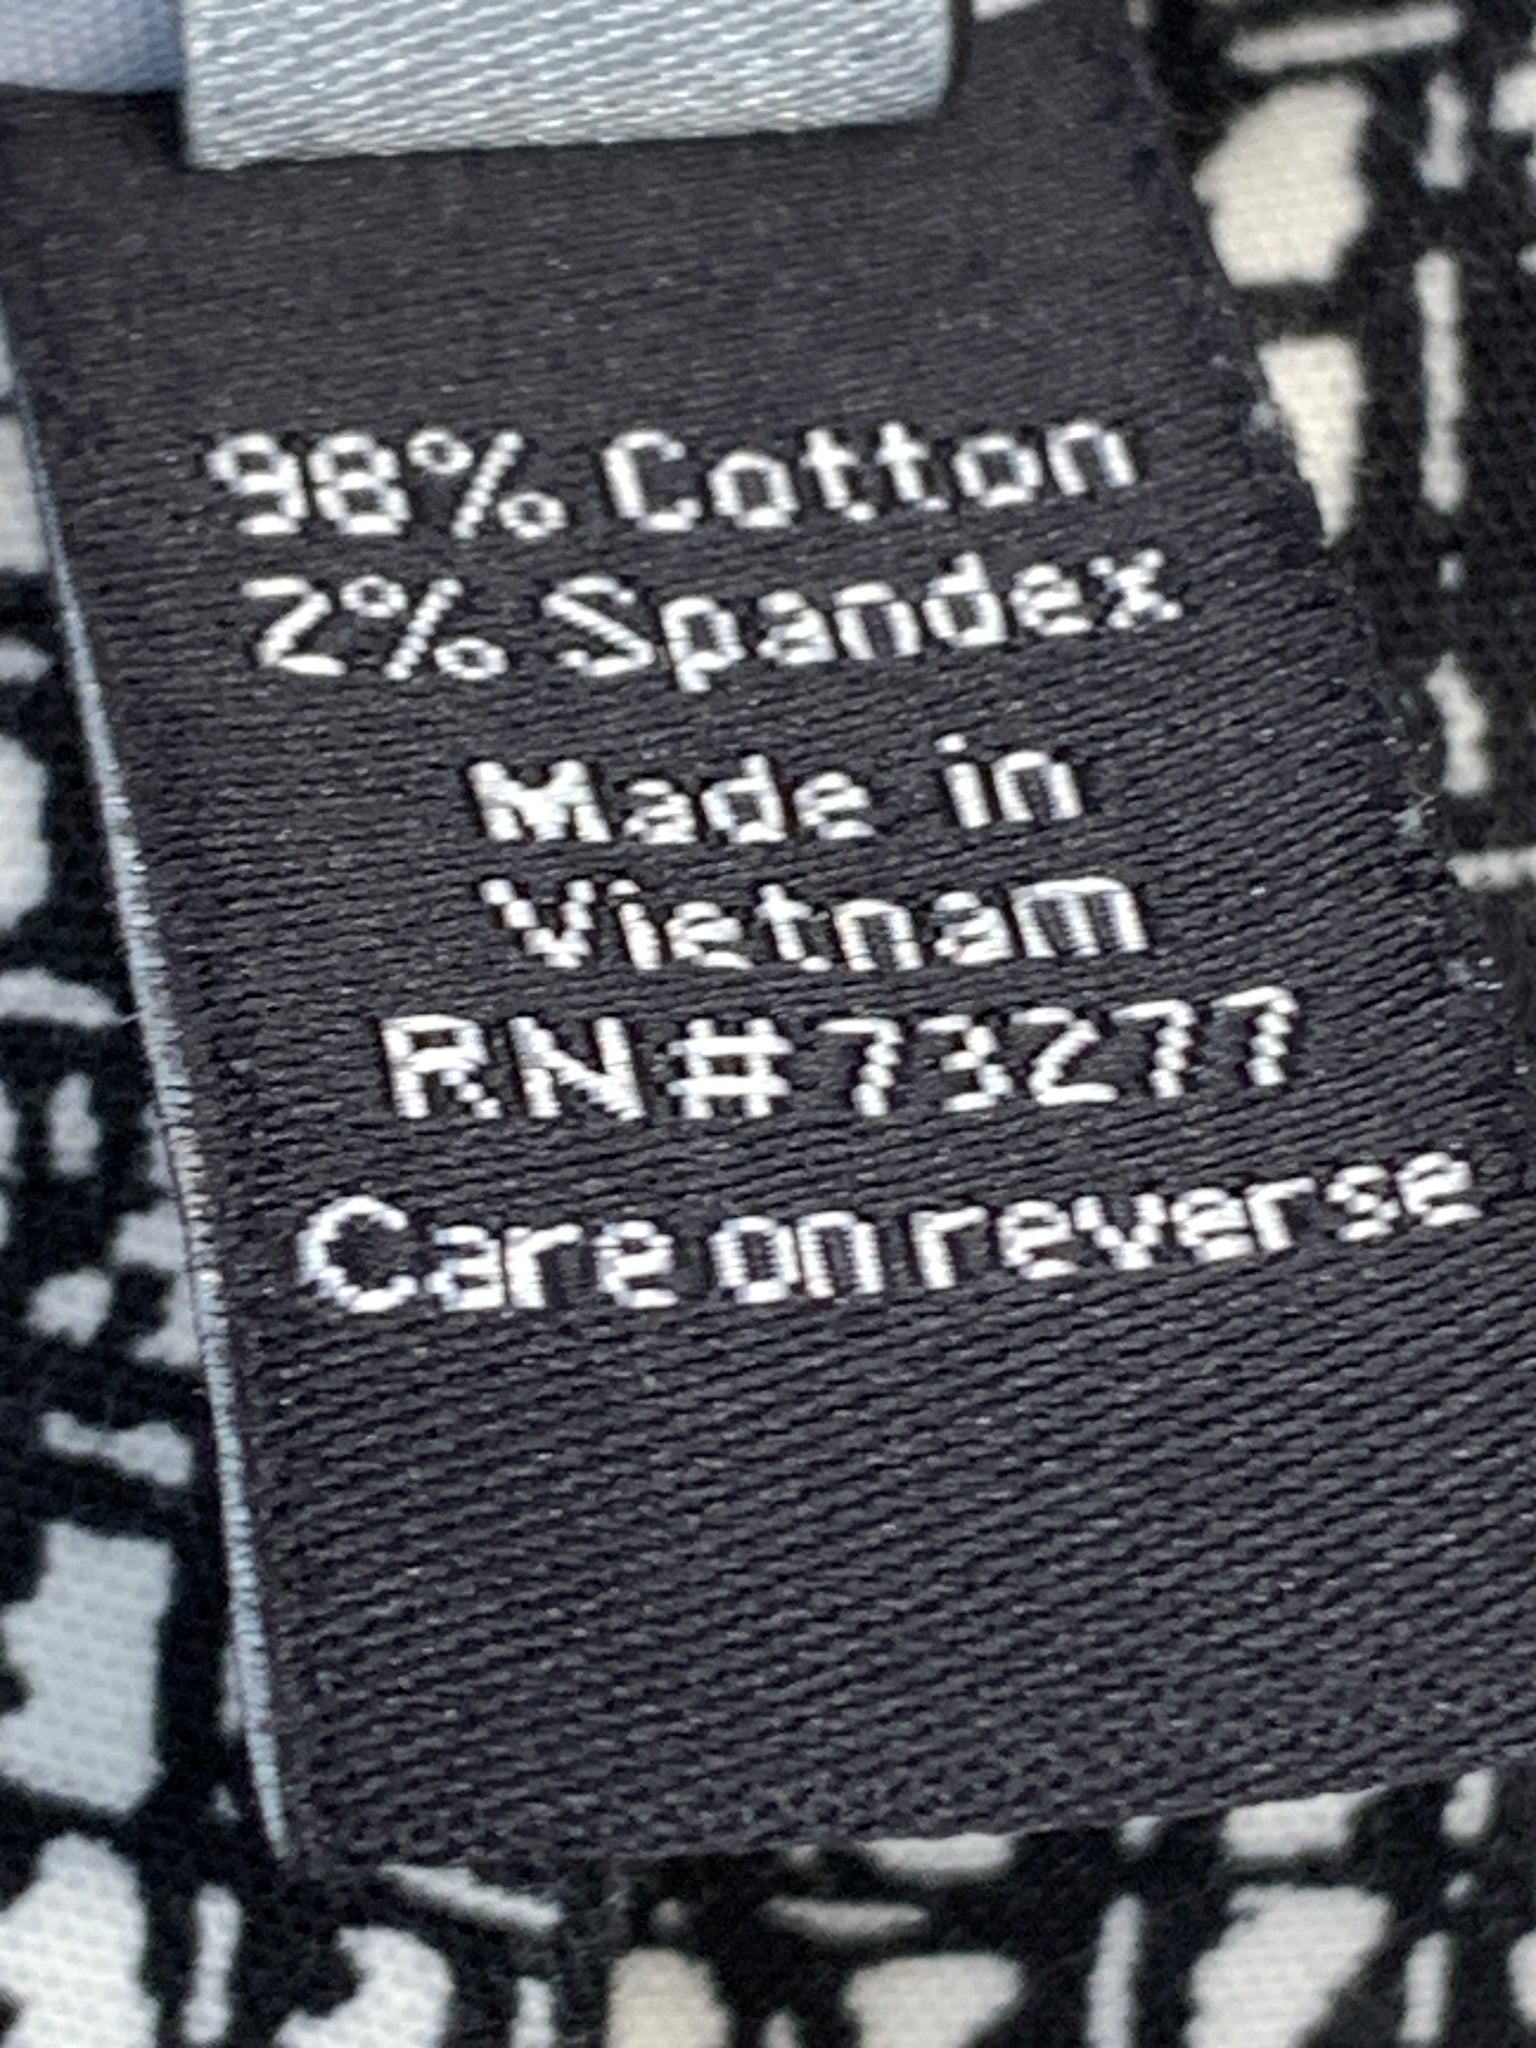 98% Cotton
2% Spandex
Made in
Vietnam
RN#73277
Care on reverse